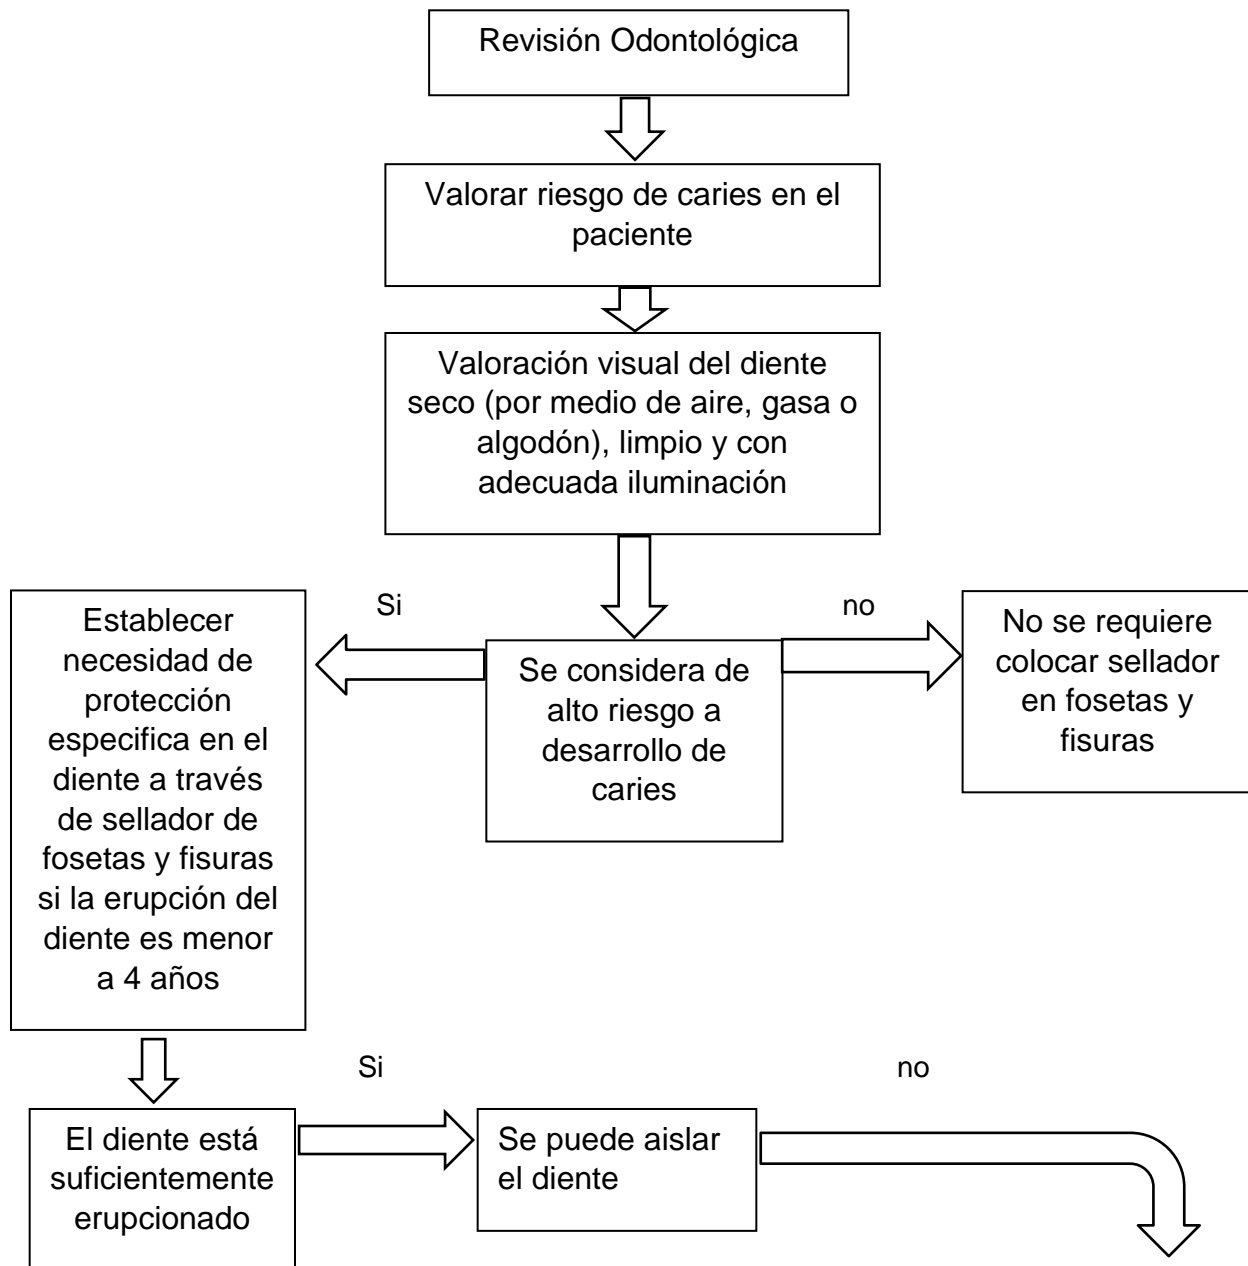 Revisión Odontológica
Valorar riesgo de caries en el
paciente
Valoración visual del diente
seco (por medio de aire, gasa o
algodón), limpio y con
adecuada iluminación
Si
no
Establecer
necesidad de
protección
especifica en el
diente a través
de sellador de
fosetas y fisuras
si la erupción del
diente es menor
a 4 años
Se considera de
alto riesgo a
desarrollo de
caries
No se requiere
colocar sellador
en fosetas y
fisuras
Si
no
El diente está
suficientemente
erupcionado
Se puede aislar
el diente